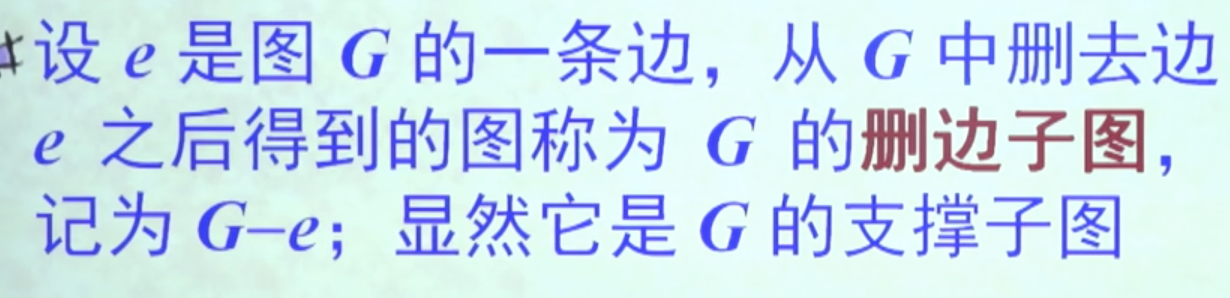 设 e 是图 G 的一条边，从 G 中删去边
e 之后得到的图称为 G 的删边子图，
记为 G–e；显然它是 G 的支撑子图